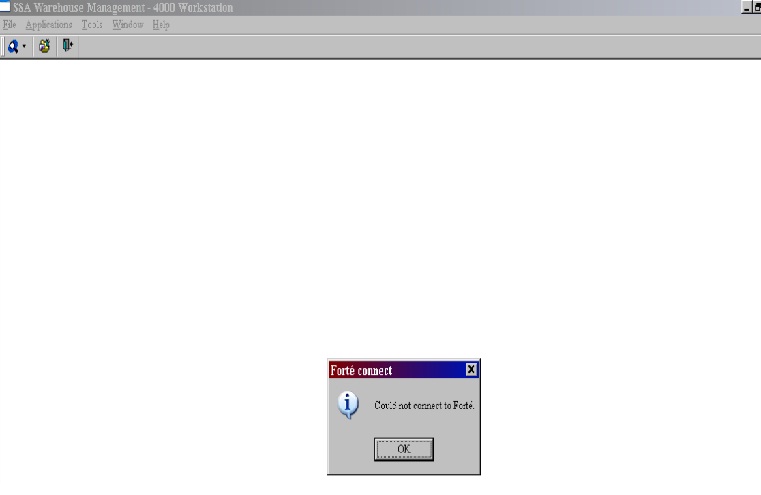 SSA Warehouse Management - 4000 Workstation
File Applications Tools Window Help
Forté connect
Could not connect to Forté.
OK